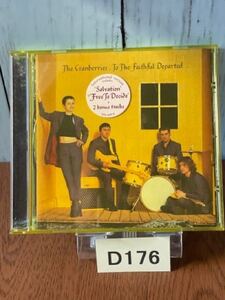 The Cranberries : To The Faithful Departed
"Salvation"
"Free To Decide"
2 bonus tracks
D176